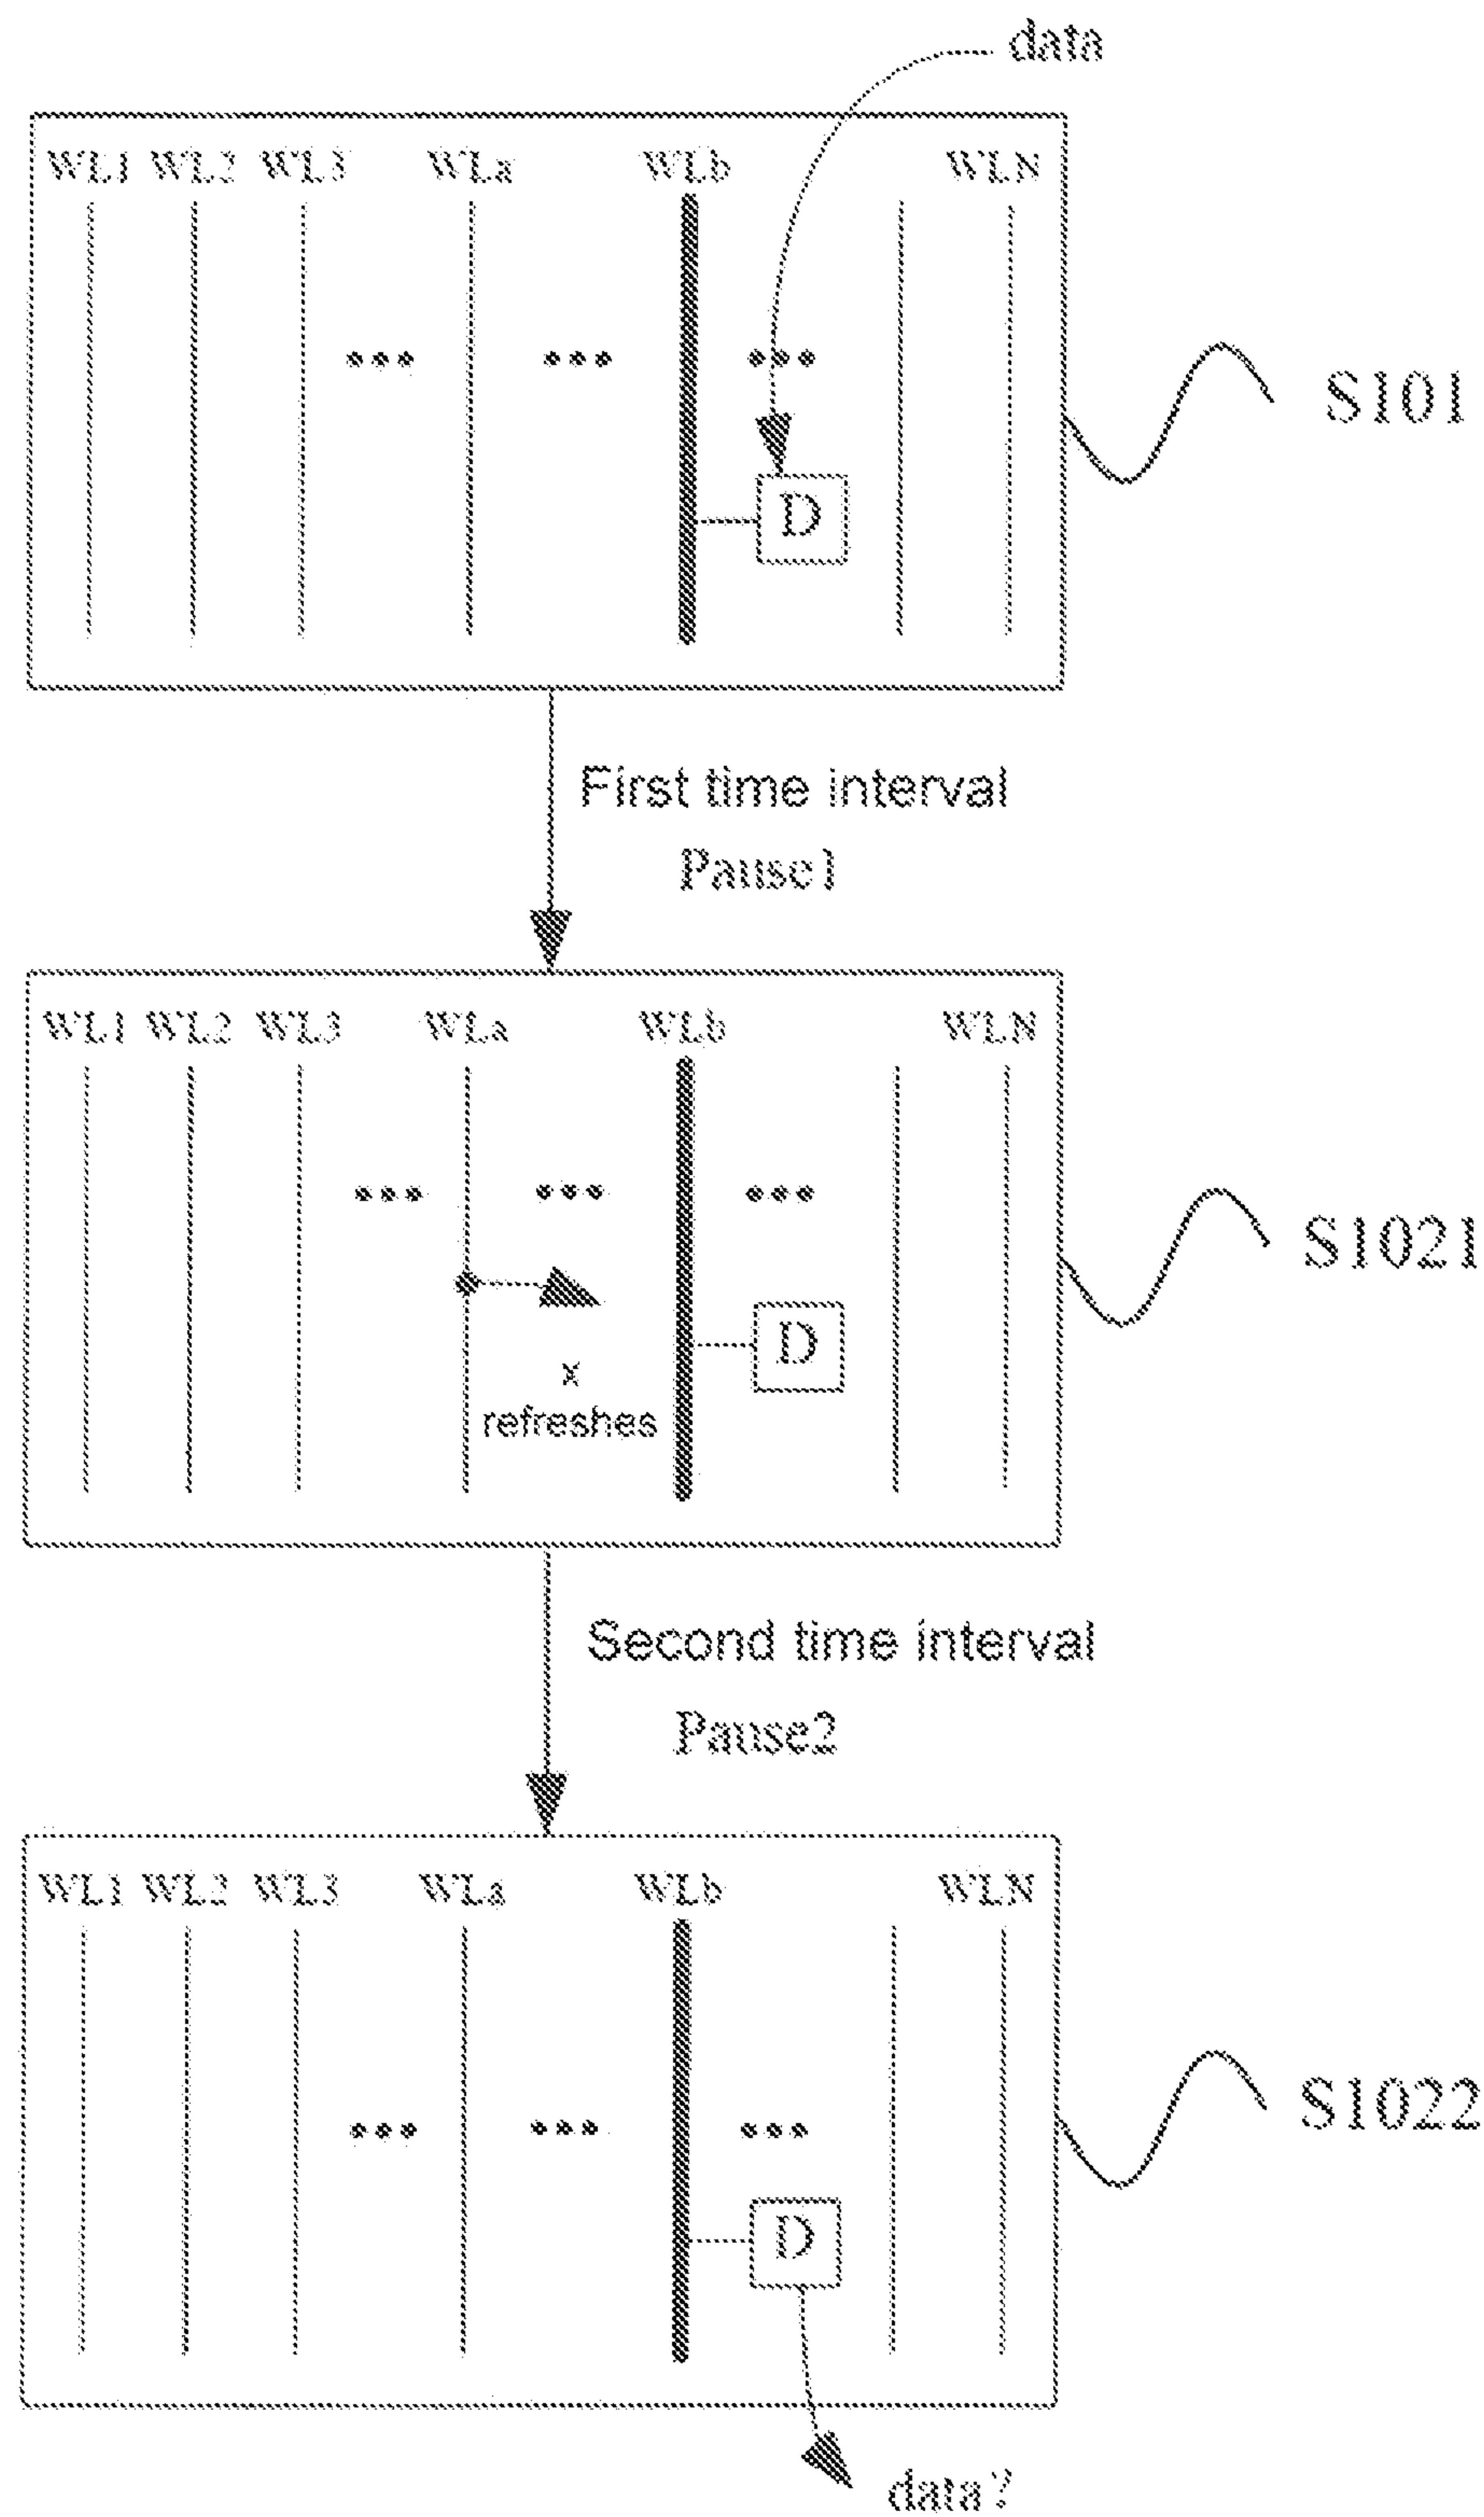 data
WL1 WL2 WL3 WLa WLb WLN
... ... ...
S101
D
First time interval
Pause1
WL1 WL2 WL3 WLa WLb WLN
... ... ...
S1021
D
x
refreshes
Second time interval
Pause2
WL1 WL2 WL3 WLa WLb WLN
... ... ...
S1022
D
data?